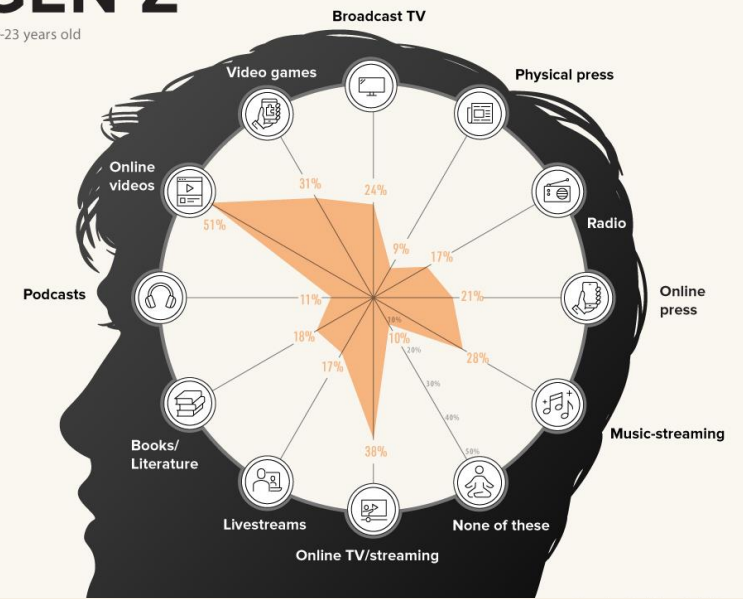 -23 years old
Broadcast TV
Video games
Physical press
Online
videos
Radio
Podcasts
Online
press
Books/
Literature
Music-streaming
Livestreams
None of these
Online TV/streaming
24%
31%
9%
51%
17%
11%
21%
18%
10%
28%
17%
38%
10%
20%
30%
40%
50%